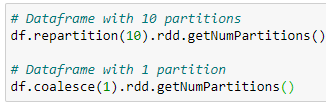 # Dataframe with 10 partitions
df.repartition(10).rdd.getNumPartitions()
# Dataframe with 1 partition
df.coalesce(1).rdd.getNumPartitions()